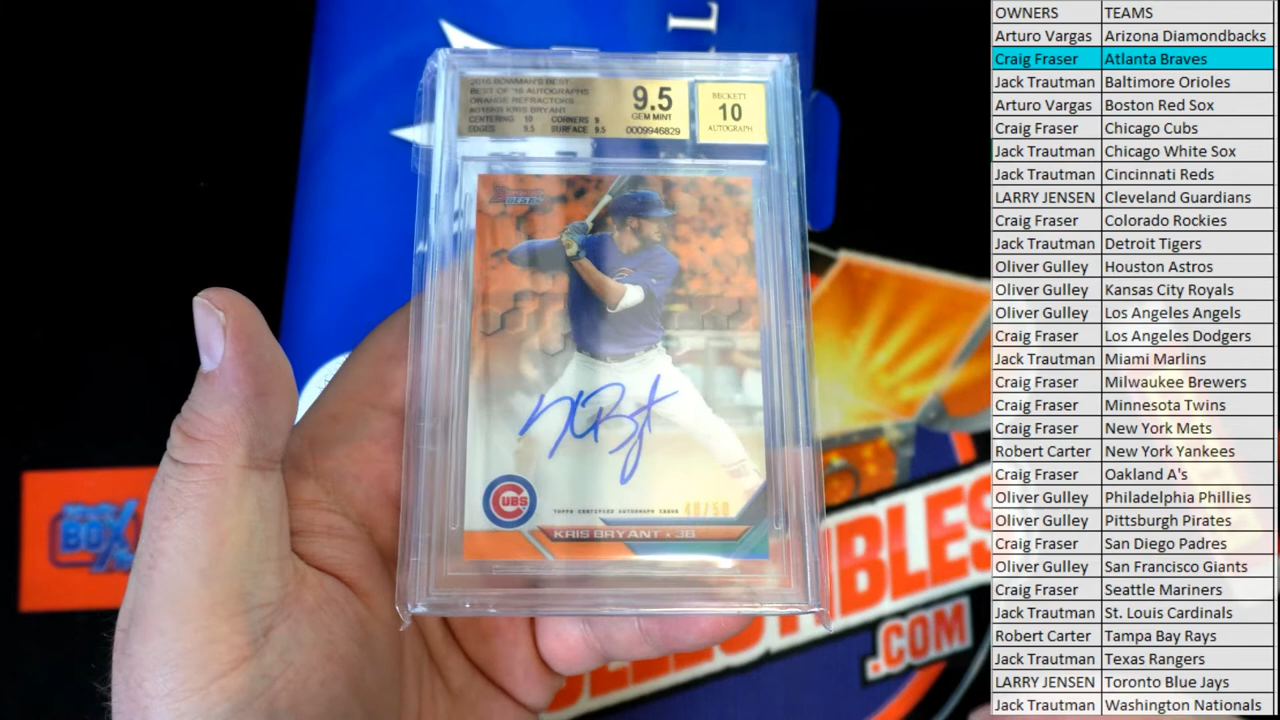 L
2016 BOWMAN'S BEST
BEST OF '16 AUTOGRAPHS
ORANGE REFRACTORS
#B16KB KRIS BRYANT
CENTERING 10 CORNERS 9
EDGES 9.5 SURFACE 9.5
9.5
GEM MINT
0009946829
BECKETT
10
AUTOGRAPH
BEST
CUBS
TOPPS CERTIFIED AUTOGRAPH ISSUE
KRIS BRYANT • 3B
BOX
.COM
OWNERS TEAMS
Arturo Vargas Arizona Diamondbacks
Craig Fraser Atlanta Braves
Jack Trautman Baltimore Orioles
Arturo Vargas Boston Red Sox
Craig Fraser Chicago Cubs
Jack Trautman Chicago White Sox
Jack Trautman Cincinnati Reds
LARRY JENSEN Cleveland Guardians
Craig Fraser Colorado Rockies
Jack Trautman Detroit Tigers
Oliver Gulley Houston Astros
Oliver Gulley Kansas City Royals
Oliver Gulley Los Angeles Angels
Craig Fraser Los Angeles Dodgers
Jack Trautman Miami Marlins
Craig Fraser Milwaukee Brewers
Craig Fraser Minnesota Twins
Craig Fraser New York Mets
Robert Carter New York Yankees
Craig Fraser Oakland A's
Oliver Gulley Philadelphia Phillies
Oliver Gulley Pittsburgh Pirates
Craig Fraser San Diego Padres
Oliver Gulley San Francisco Giants
Craig Fraser Seattle Mariners
Jack Trautman St. Louis Cardinals
Robert Carter Tampa Bay Rays
Jack Trautman Texas Rangers
LARRY JENSEN Toronto Blue Jays
Jack Trautman Washington Nationals